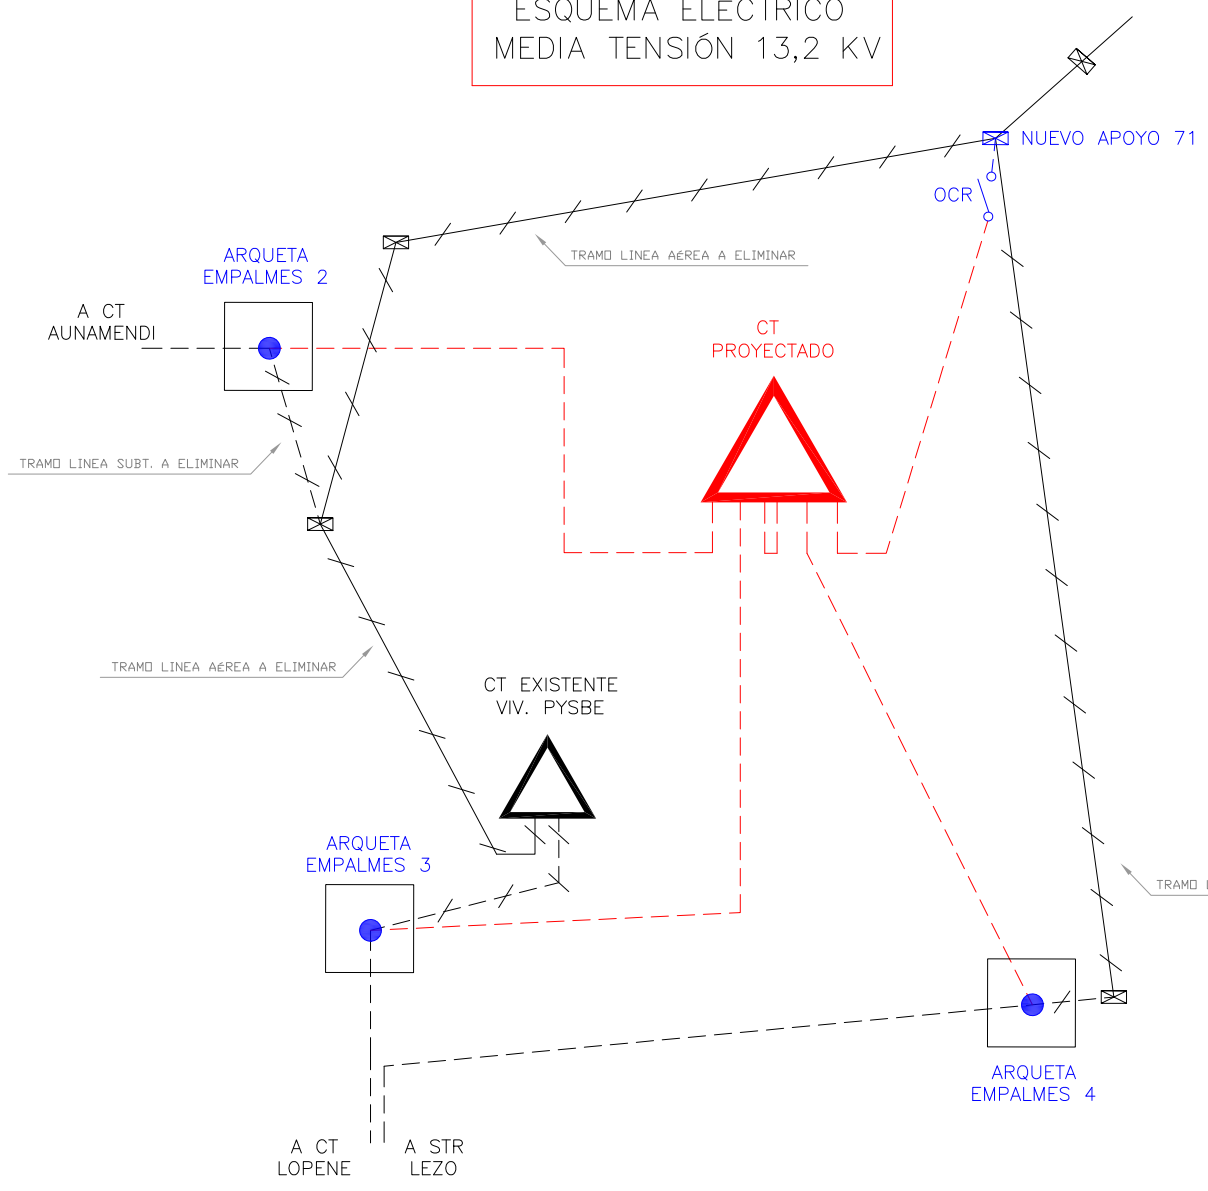 ESQUEMA ELÉCTRICO
MEDIA TENSIÓN 13,2 KV
NUEVO APOYO 71
OCR
TRAMO LINEA AÉREA A ELIMINAR
ARQUETA
EMPALMES 2
A CT
AUNAMENDI
CT
PROYECTADO
TRAMO LINEA SUBT. A ELIMINAR
TRAMO LINEA AÉREA A ELIMINAR
CT EXISTENTE
VIV. PYSBE
ARQUETA
EMPALMES 3
TRAMO
ARQUETA
EMPALMES 4
A CT
LOPENE
A STR
LEZO